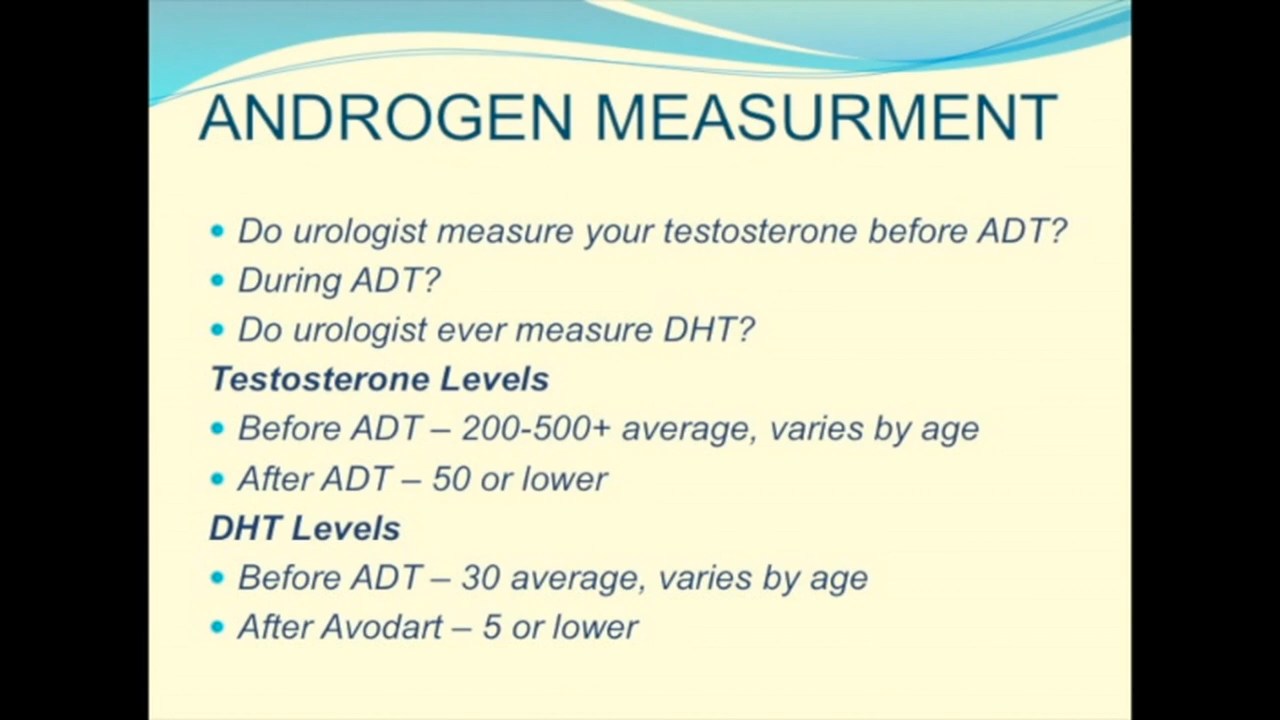 ANDROGEN MEASURMENT
• Do urologist measure your testosterone before ADT?
• During ADT?
• Do urologist ever measure DHT?
Testosterone Levels
• Before ADT – 200-500+ average, varies by age
• After ADT – 50 or lower
DHT Levels
• Before ADT – 30 average, varies by age
• After Avodart – 5 or lower